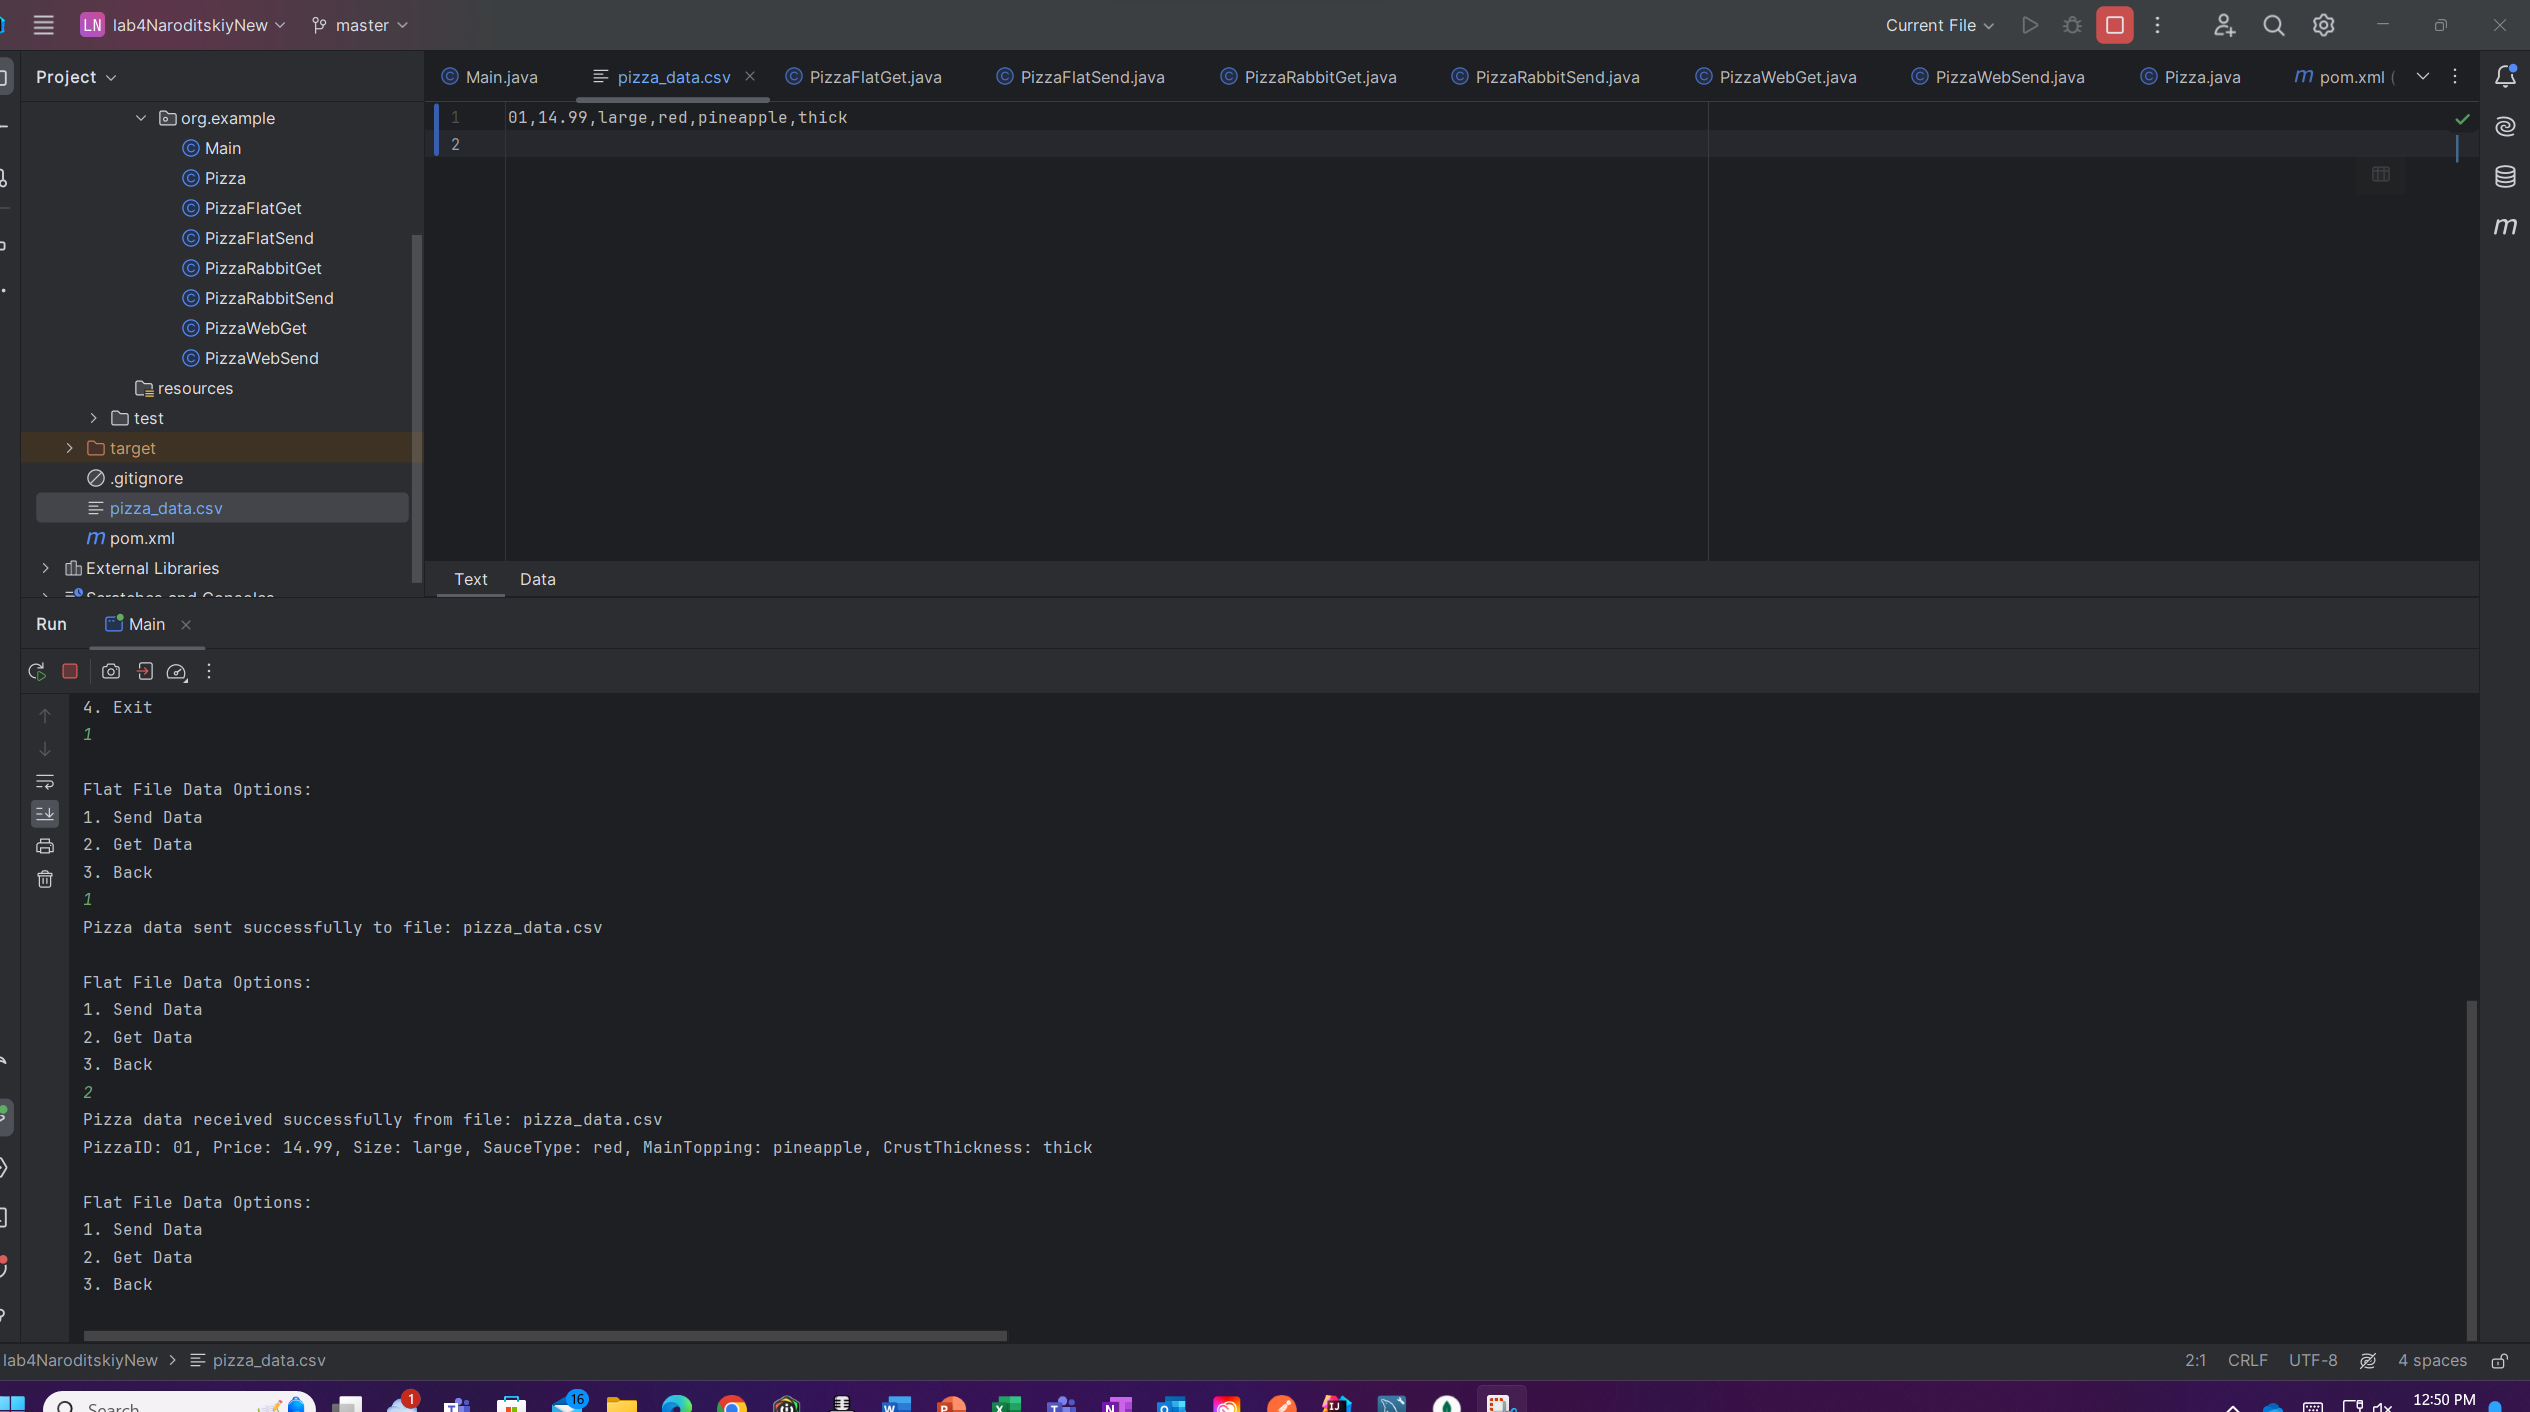 LN lab4NaroditskiyNew master Current File
Project
Main.java pizza_data.csv PizzaFlatGet.java PizzaFlatSend.java PizzaRabbitGet.java PizzaRabbitSend.java PizzaWebGet.java PizzaWebSend.java Pizza.java m pom.xml (
org.example
Main
Pizza
PizzaFlatGet
PizzaFlatSend
PizzaRabbitGet
PizzaRabbitSend
PizzaWebGet
PizzaWebSend
resources
test
target
.gitignore
pizza_data.csv
m pom.xml
External Libraries
Scratches and Consoles
1 01,14.99,large,red,pineapple,thick
2
m
Text Data
Run Main
4. Exit
1
Flat File Data Options:
1. Send Data
2. Get Data
3. Back
1
Pizza data sent successfully to file: pizza_data.csv
Flat File Data Options:
1. Send Data
2. Get Data
3. Back
2
Pizza data received successfully from file: pizza_data.csv
PizzaID: 01, Price: 14.99, Size: large, SauceType: red, MainTopping: pineapple, CrustThickness: thick
Flat File Data Options:
1. Send Data
2. Get Data
3. Back
lab4NaroditskiyNew > pizza_data.csv 2:1 CRLF UTF-8 4 spaces
Search 1 16 12:50 PM